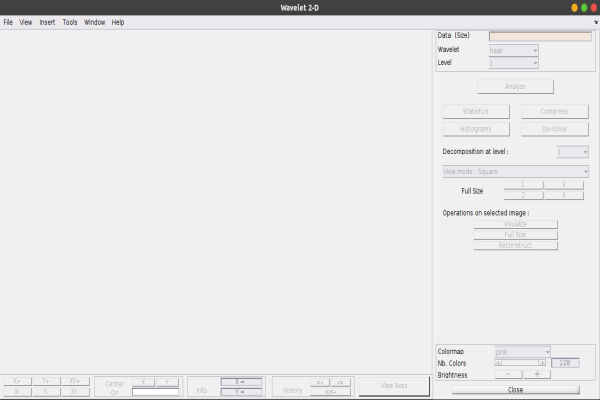 Wavelet 2-D
File View Insert Tools Window Help
Data (Size)
Wavelet haar
Level 1
Analyze
Statistics Compress
Histograms De-noise
Decomposition at level : 1
View mode : Square
Full Size 1 3
2 4
Operations on selected image :
Visualize
Full Size
Reconstruct
Colormap pink
Nb. Colors 128
Brightness - +
X+ Y+ XY+ Center X Y Info X = History <- -> View Axes
X- Y- XY- On Y = <<-
Close